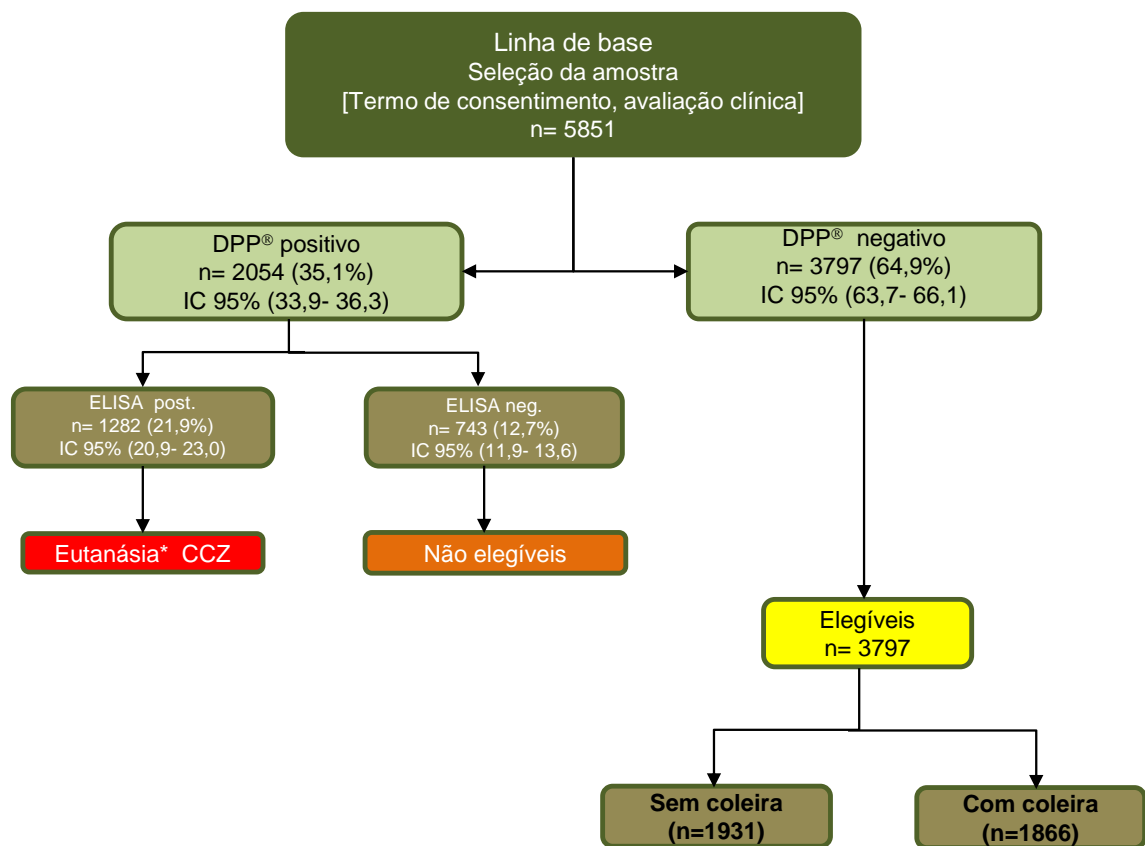 Linha de base
Seleção da amostra
[Termo de consentimento, avaliação clínica]
n= 5851
DPP® positivo
n= 2054 (35,1%)
IC 95% (33,9- 36,3)
DPP® negativo
n= 3797 (64,9%)
IC 95% (63,7- 66,1)
ELISA post.
n= 1282 (21,9%)
IC 95% (20,9- 23,0)
ELISA neg.
n= 743 (12,7%)
IC 95% (11,9- 13,6)
Eutanásia* CCZ
Não elegíveis
Elegíveis
n= 3797
Sem coleira
(n=1931)
Com coleira
(n=1866)